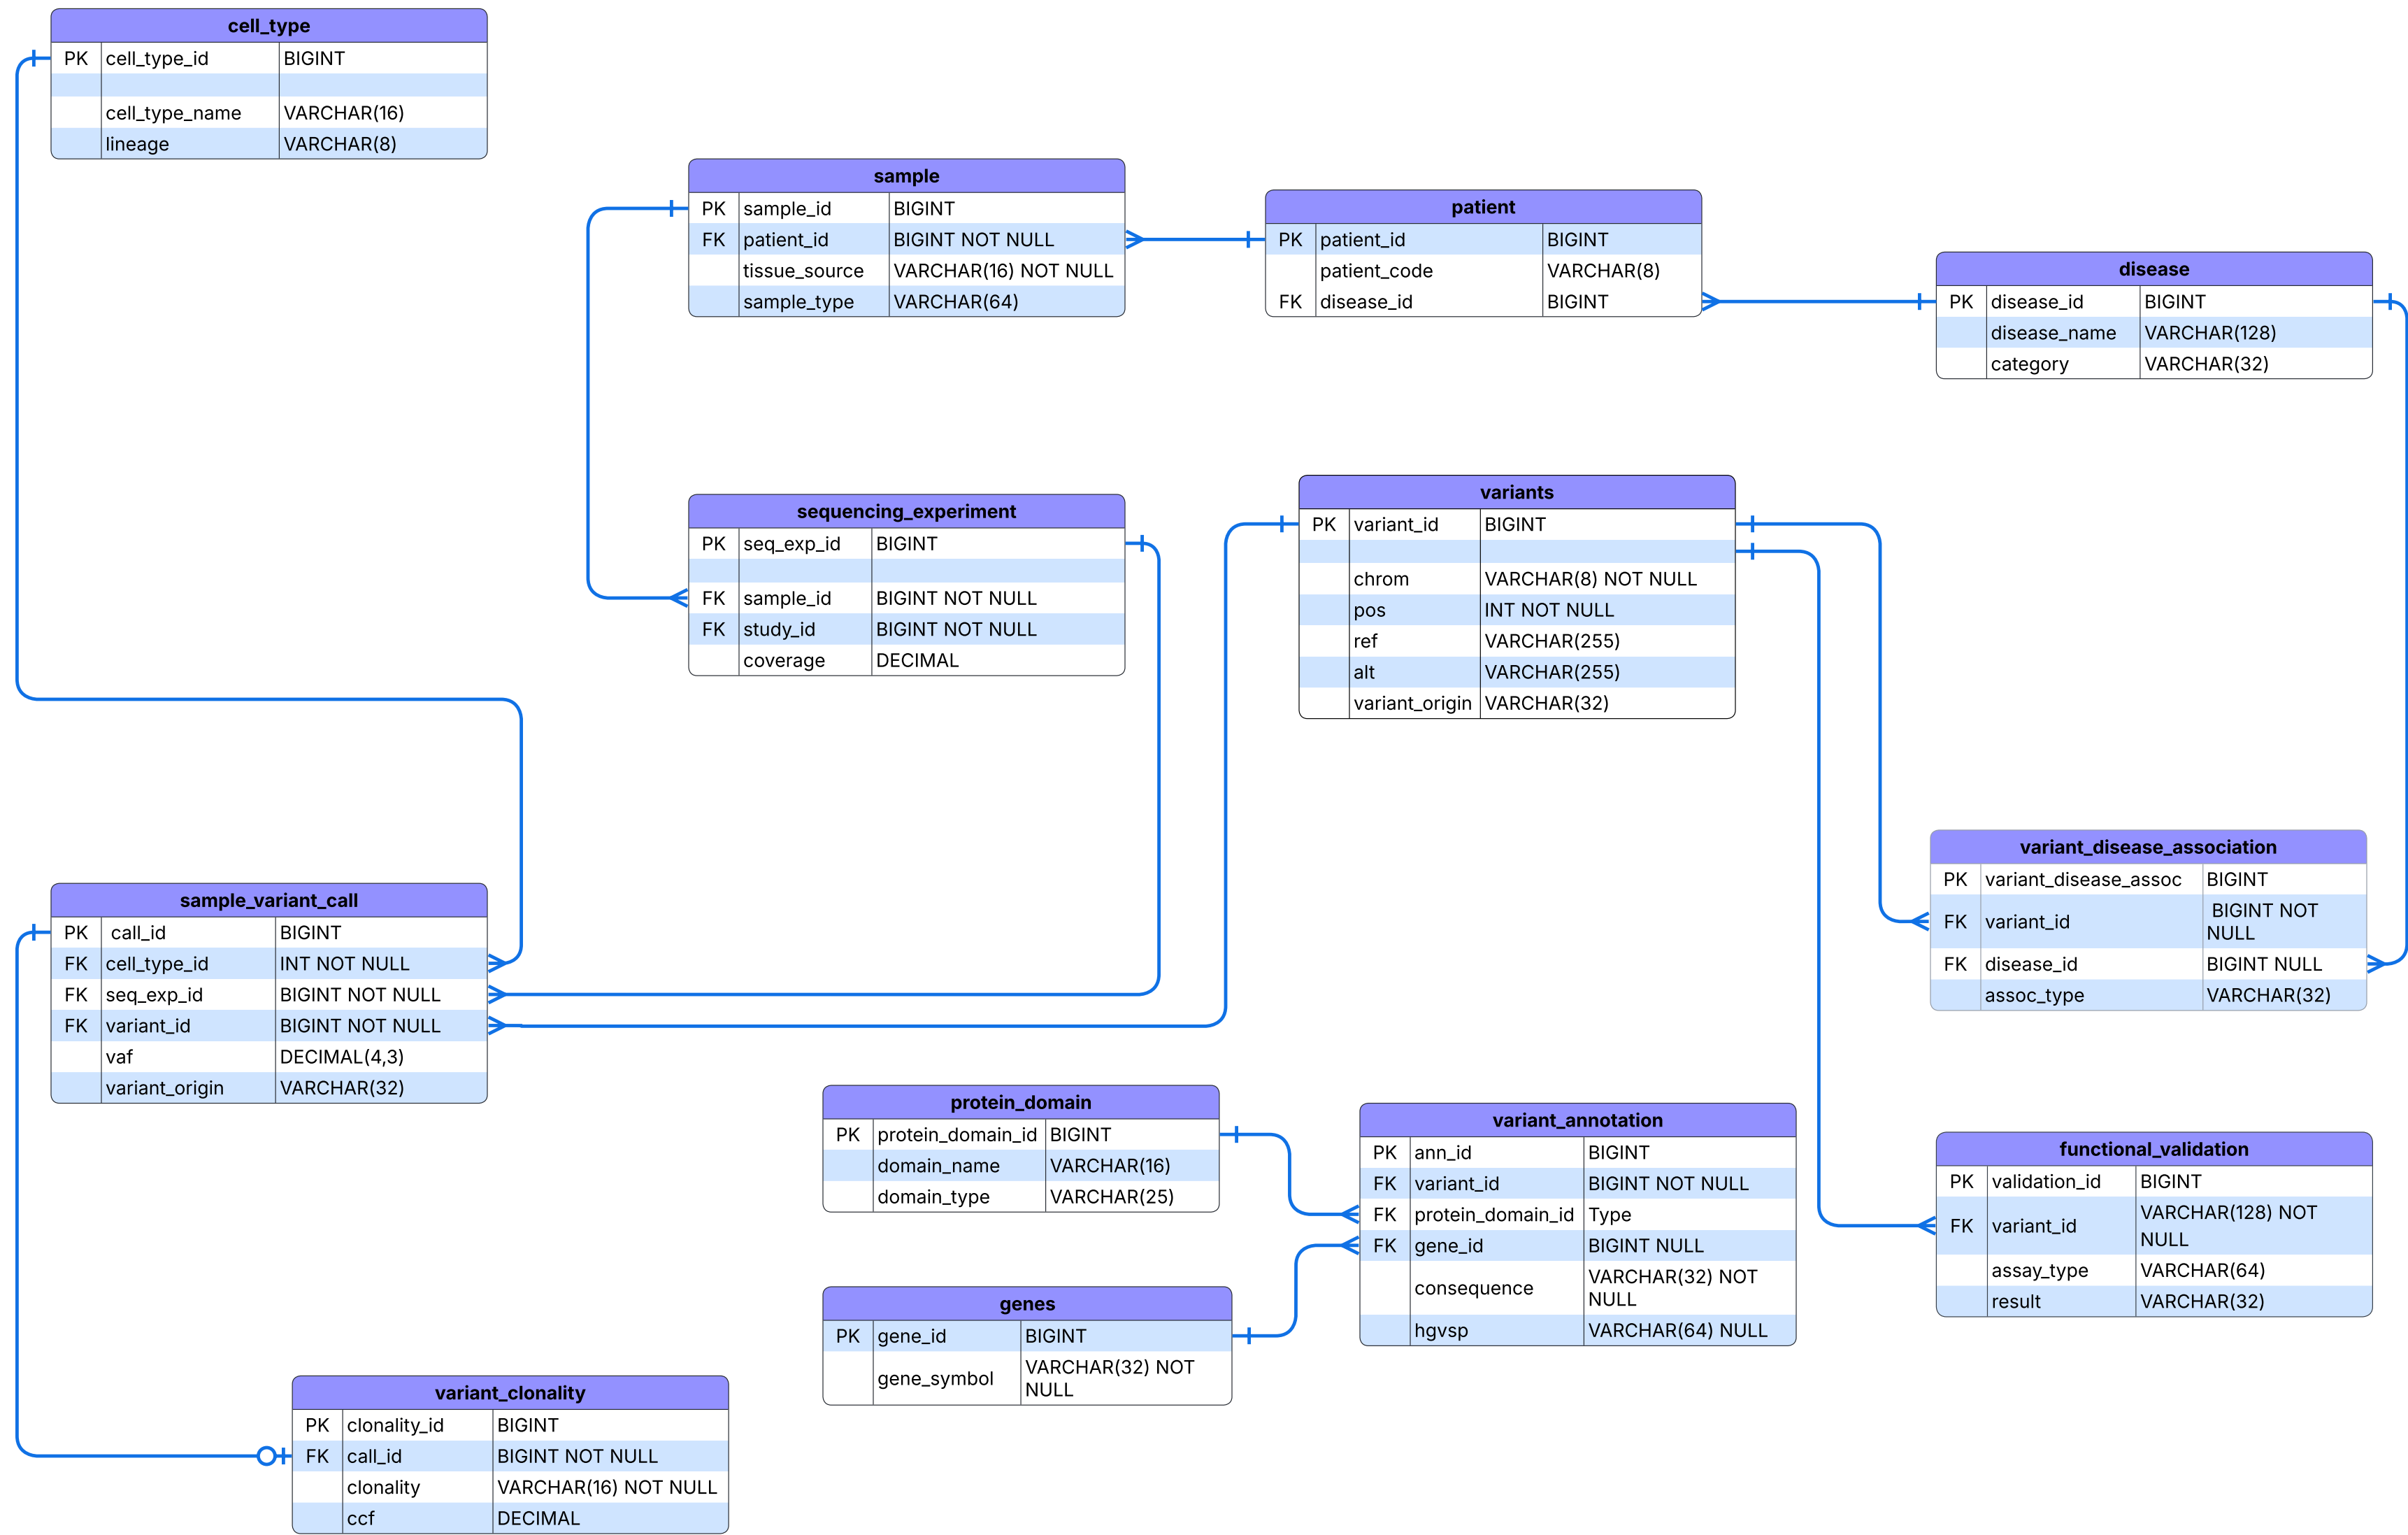 cell_type
PK cell_type_id BIGINT
cell_type_name VARCHAR(16)
lineage VARCHAR(8)
sample
PK sample_id BIGINT
FK patient_id BIGINT NOT NULL
tissue_source VARCHAR(16) NOT NULL
sample_type VARCHAR(64)
patient
PK patient_id BIGINT
patient_code VARCHAR(8)
FK disease_id BIGINT
disease
PK disease_id BIGINT
disease_name VARCHAR(128)
category VARCHAR(32)
sequencing_experiment
PK seq_exp_id BIGINT
FK sample_id BIGINT NOT NULL
FK study_id BIGINT NOT NULL
coverage DECIMAL
variants
PK variant_id BIGINT
chrom VARCHAR(8) NOT NULL
pos INT NOT NULL
ref VARCHAR(255)
alt VARCHAR(255)
variant_origin VARCHAR(32)
variant_disease_association
PK variant_disease_assoc BIGINT
FK variant_id BIGINT NOT
NULL
FK disease_id BIGINT NULL
assoc_type VARCHAR(32)
sample_variant_call
PK call_id BIGINT
FK cell_type_id INT NOT NULL
FK seq_exp_id BIGINT NOT NULL
FK variant_id BIGINT NOT NULL
vaf DECIMAL(4,3)
variant_origin VARCHAR(32)
protein_domain
PK protein_domain_id BIGINT
domain_name VARCHAR(16)
domain_type VARCHAR(25)
variant_annotation
PK ann_id BIGINT
FK variant_id BIGINT NOT NULL
FK protein_domain_id Type
FK gene_id BIGINT NULL
consequence VARCHAR(32) NOT
NULL
hgvsp VARCHAR(64) NULL
functional_validation
PK validation_id BIGINT
FK variant_id VARCHAR(128) NOT
NULL
assay_type VARCHAR(64)
result VARCHAR(32)
genes
PK gene_id BIGINT
gene_symbol VARCHAR(32) NOT
NULL
variant_clonality
PK clonality_id BIGINT
FK call_id BIGINT NOT NULL
clonality VARCHAR(16) NOT NULL
ccf DECIMAL